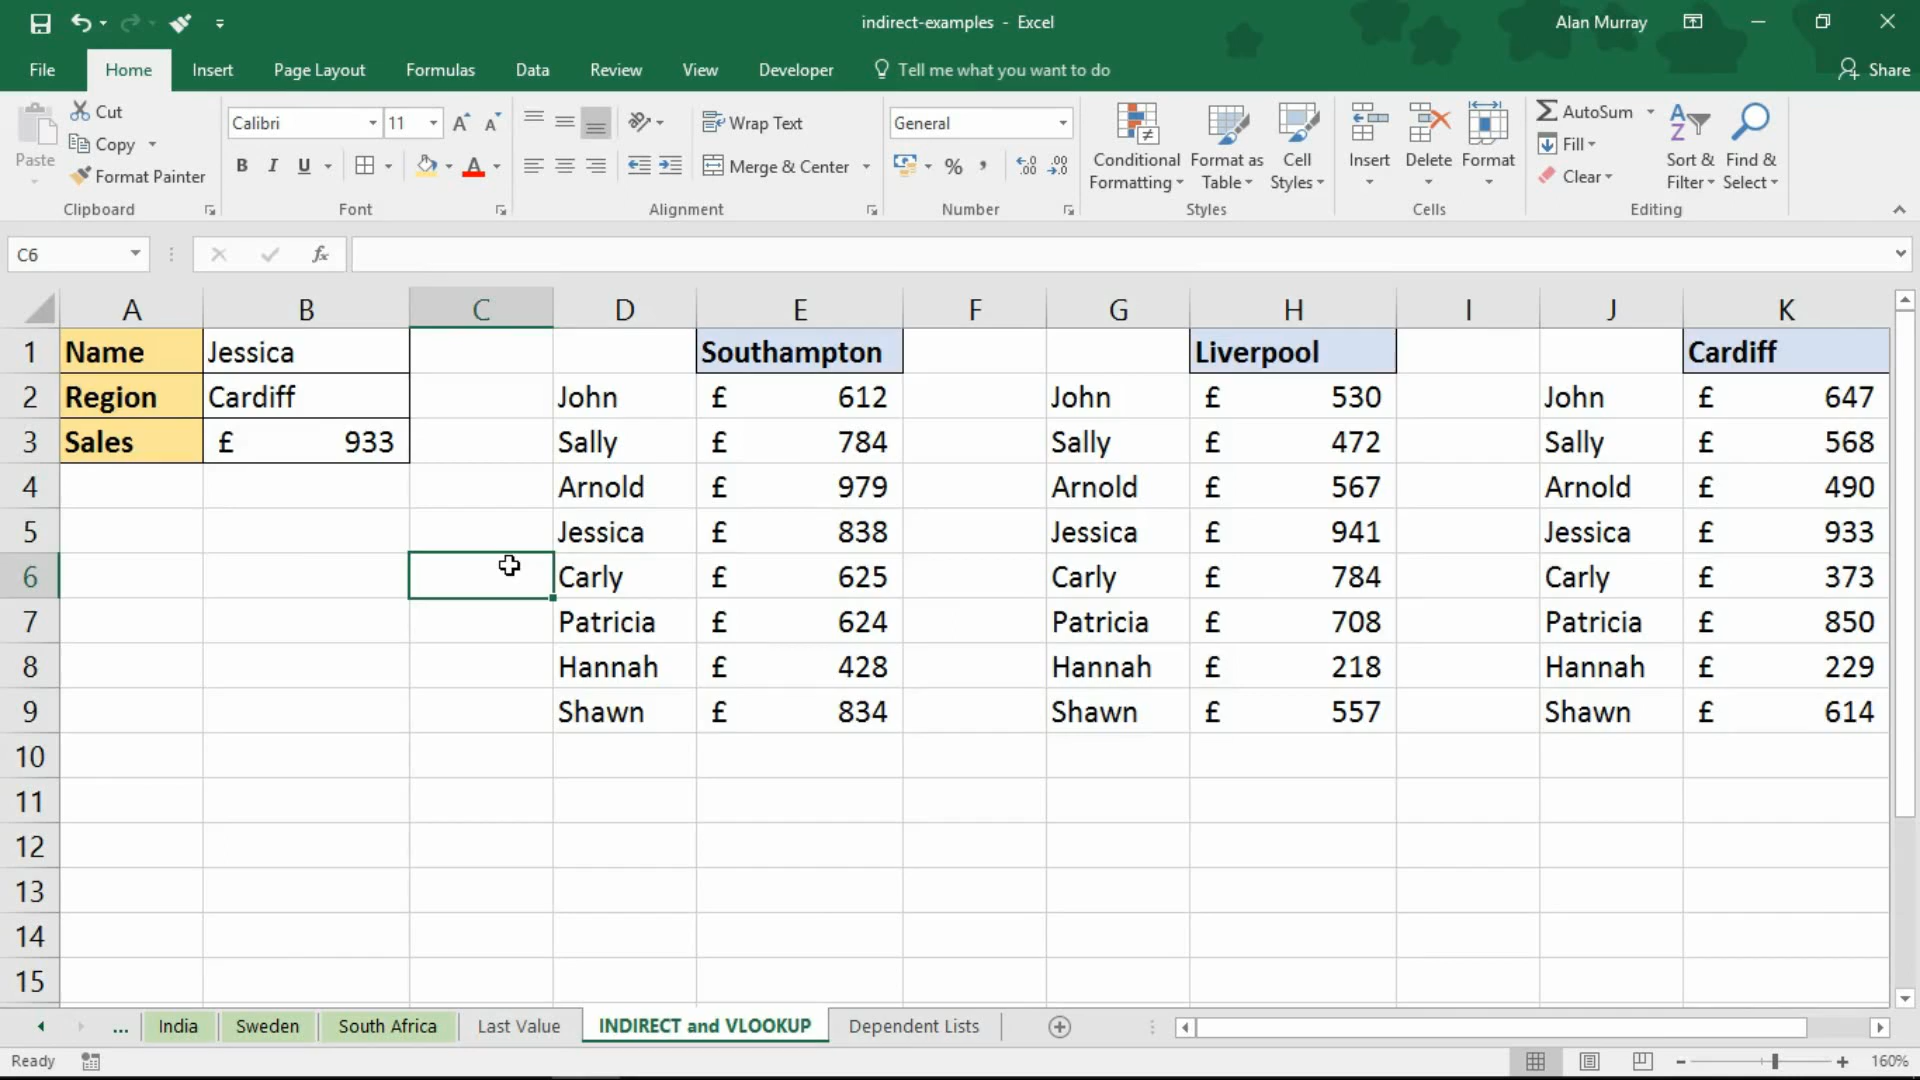 indirect-examples - Excel
Alan Murray
File Home Insert Page Layout Formulas Data Review View Developer Tell me what you want to do Share
Paste Cut Copy Format Painter
Clipboard
Calibri 11
B I U A
Font
Wrap Text
Merge & Center
Alignment
General
% ,
Number
Conditional Formatting Format as Table Cell Styles
Styles
Insert Delete Format
Cells
AutoSum Fill Clear
Sort & Filter Find & Select
Editing
C6 fx
A B C D E F G H I J K
1 Name Jessica Southampton Liverpool Cardiff
2 Region Cardiff John £ 612 John £ 530 John £ 647
3 Sales £ 933 Sally £ 784 Sally £ 472 Sally £ 568
4 Arnold £ 979 Arnold £ 567 Arnold £ 490
5 Jessica £ 838 Jessica £ 941 Jessica £ 933
6 Carly £ 625 Carly £ 784 Carly £ 373
7 Patricia £ 624 Patricia £ 708 Patricia £ 850
8 Hannah £ 428 Hannah £ 218 Hannah £ 229
9 Shawn £ 834 Shawn £ 557 Shawn £ 614
10
11
12
13
14
15
... India Sweden South Africa Last Value INDIRECT and VLOOKUP Dependent Lists
Ready 160%